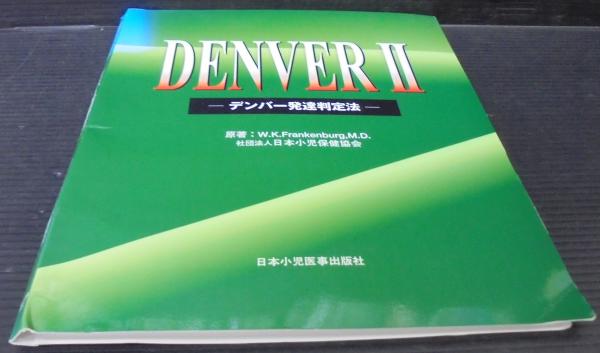 DENVER II
─ デンバー発達判定法 ─
原著：W.K.Frankenburg,M.D.
社団法人日本小児保健協会
日本小児医事出版社